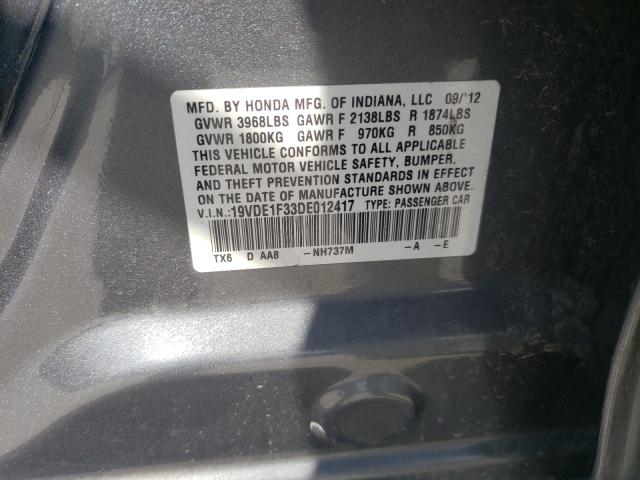 MFD. BY HONDA MFG. OF INDIANA, LLC 09/'12
GVWR 3968LBS GAWR F 2138LBS R 1874LBS
GVWR 1800KG GAWR F 970KG R 850KG
THIS VEHICLE CONFORMS TO ALL APPLICABLE
FEDERAL MOTOR VEHICLE SAFETY, BUMPER,
AND THEFT PREVENTION STANDARDS IN EFFECT
ON THE DATE OF MANUFACTURE SHOWN ABOVE.
V.I.N.:19VDE1F33DE012417 TYPE: PASSENGER CAR
TX6 D AA8 -NH737M -A -E